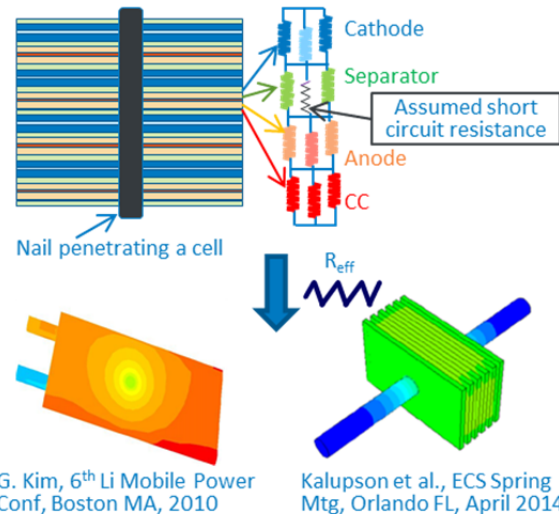 Cathode
Separator
Assumed short
circuit resistance
Anode
CC
Nail penetrating a cell
Reff
G. Kim, 6th Li Mobile Power
Conf, Boston MA, 2010
Kalupson et al., ECS Spring
Mtg, Orlando FL, April 2014